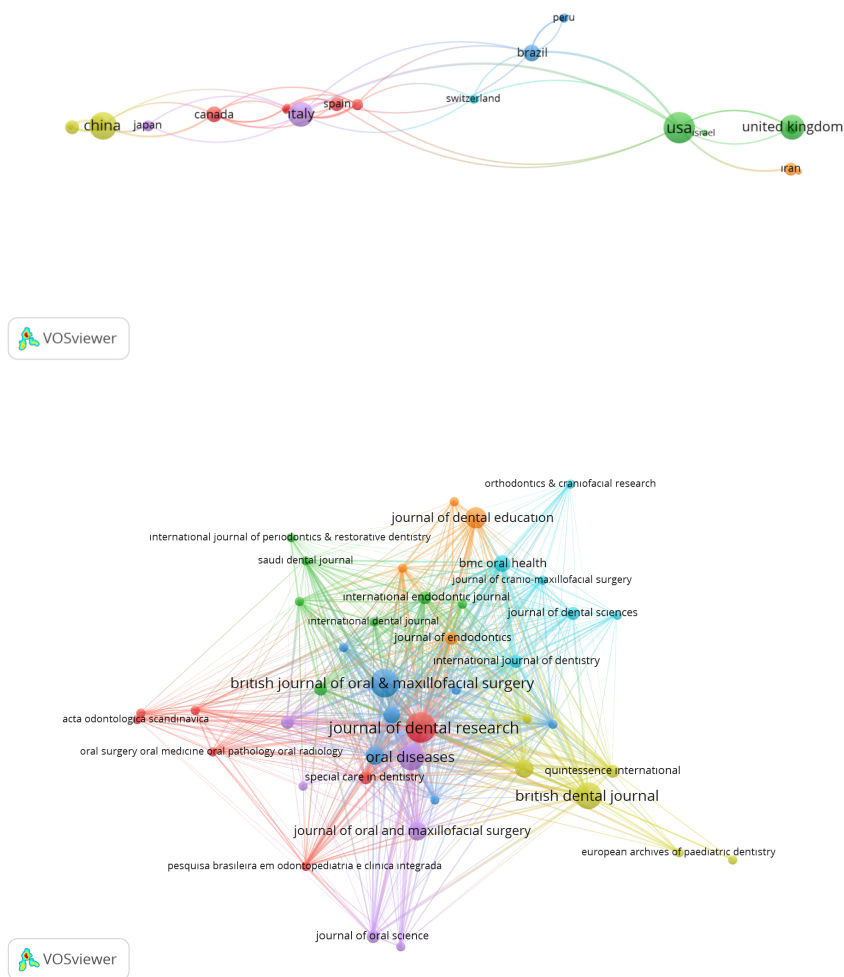 peru
brazil
switzerland
spain
canada
italy
china
japan
usa
israel
united kingdom
iran
VOSviewer
orthodontics & craniofacial research
journal of dental education
international journal of periodontics & restorative dentistry
saudi dental journal
bmc oral health
journal of cranio-maxillofacial surgery
international endodontic journal
journal of dental sciences
international dental journal
journal of endodontics
international journal of dentistry
british journal of oral & maxillofacial surgery
acta odontologica scandinavica
journal of dental research
oral surgery oral medicine oral pathology oral radiology
oral diseases
special care in dentistry
quintessence international
british dental journal
journal of oral and maxillofacial surgery
european archives of paediatric dentistry
pesquisa brasileira em odontopediatria e clinica integrada
journal of oral science
VOSviewer